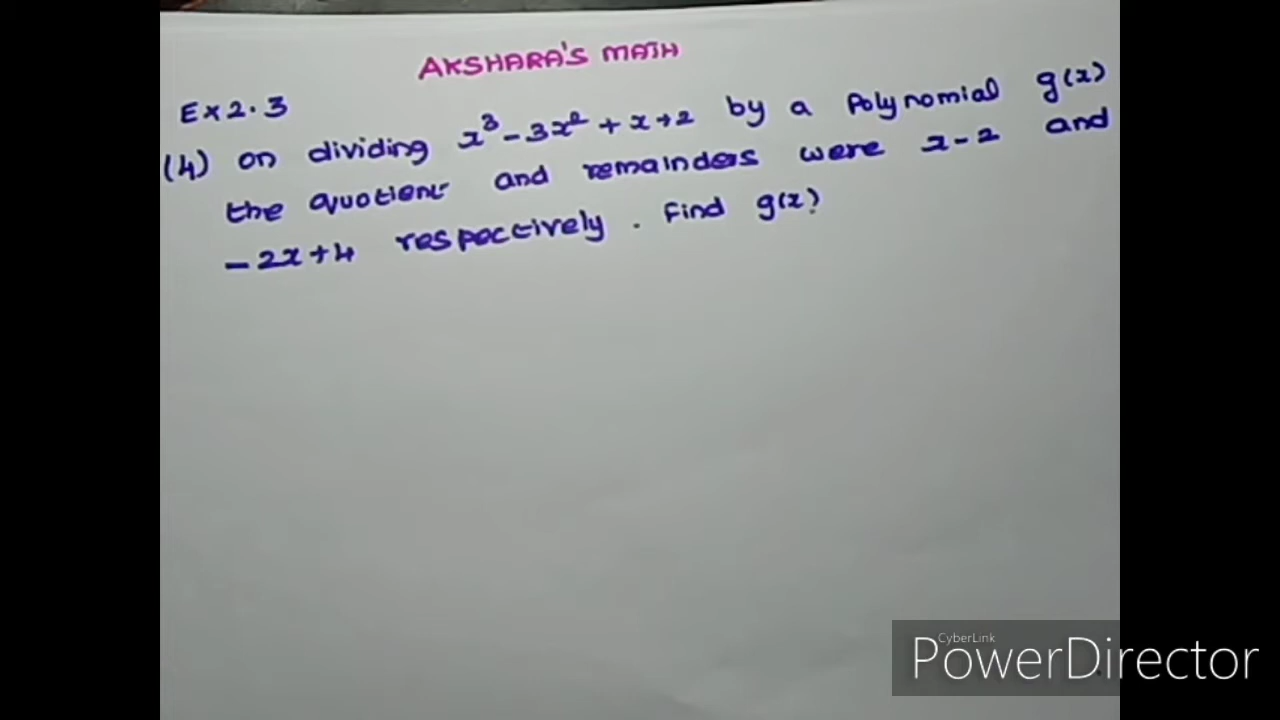 AKSHARA'S MATH
Ex 2.3
(4) on dividing x³-3x²+x+2 by a Polynomial g(x)
the quotient and remainders were x-2 and
-2x+4 respectively. Find g(x)?
CyberLink
PowerDirector